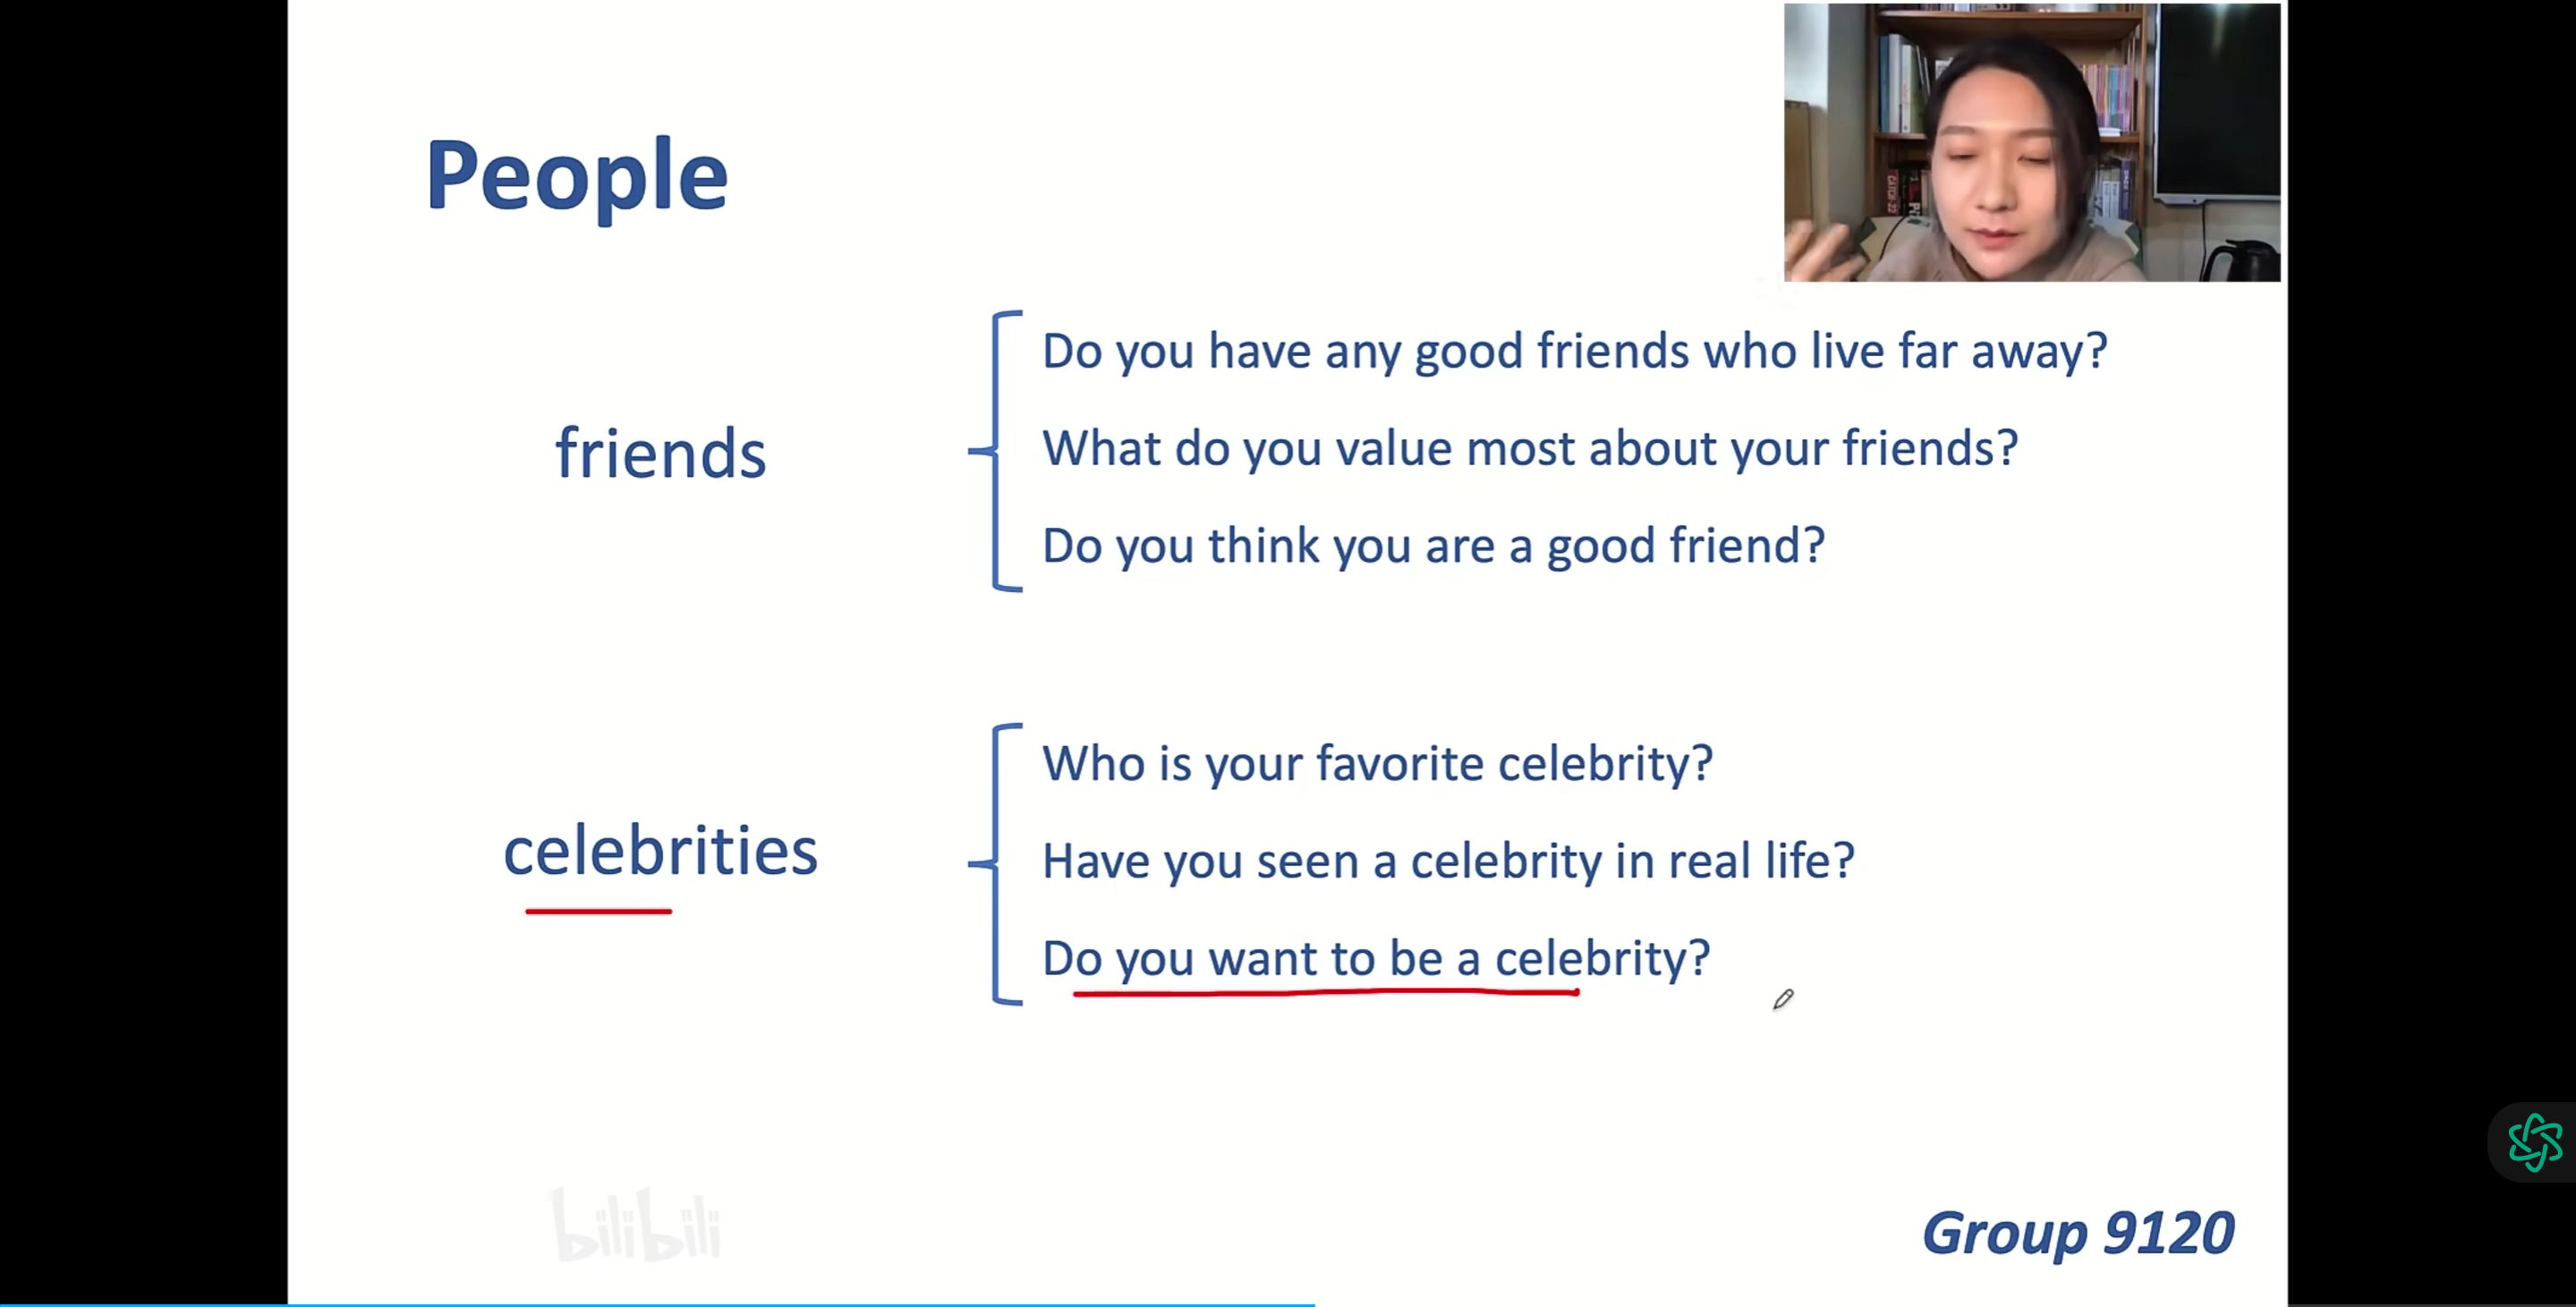 People
friends
Do you have any good friends who live far away?
What do you value most about your friends?
Do you think you are a good friend?
celebrities
Who is your favorite celebrity?
Have you seen a celebrity in real life?
Do you want to be a celebrity?
bilibili
Group 9120
CATCH-22